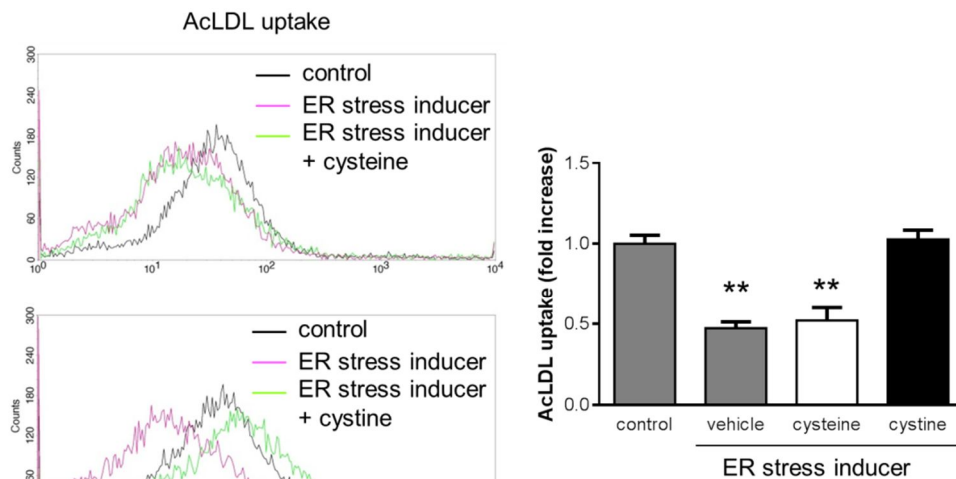 AcLDL uptake
300
240
180
120
60
0
Counts
control
ER stress inducer
ER stress inducer
+ cysteine
10⁰ 10¹ 10² 10³ 10⁴
300
240
180
120
Counts
control
ER stress inducer
ER stress inducer
+ cystine
AcLDL uptake (fold increase)
1.5
1.0
0.5
0.0
** **
control vehicle cysteine cystine
ER stress inducer